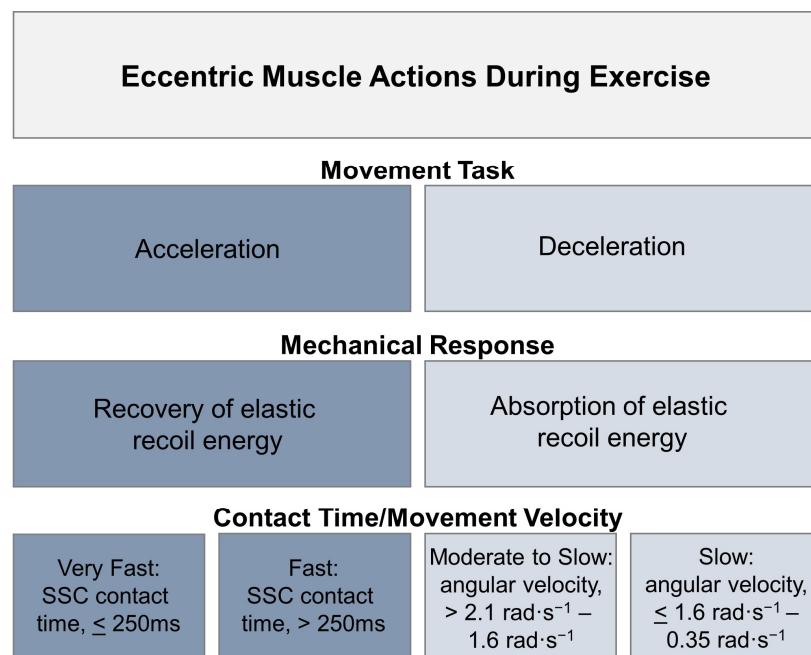 Eccentric Muscle Actions During Exercise
Movement Task
Acceleration
Deceleration
Mechanical Response
Recovery of elastic
recoil energy
Absorption of elastic
recoil energy
Contact Time/Movement Velocity
Very Fast:
SSC contact
time, ≤ 250ms
Fast:
SSC contact
time, > 250ms
Moderate to Slow:
angular velocity,
> 2.1 rad·s⁻¹ –
1.6 rad·s⁻¹
Slow:
angular velocity,
≤ 1.6 rad·s⁻¹ –
0.35 rad·s⁻¹